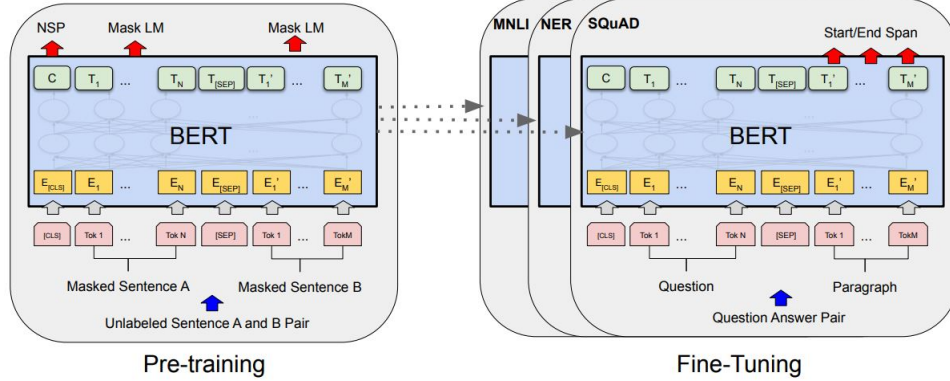 NSP Mask LM Mask LM
C T1 ... TN T[SEP] T1' ... TM'
BERT
E[CLS] E1 ... EN E[SEP] E1' ... EM'
[CLS] Tok 1 ... Tok N [SEP] Tok 1 ... TokM
Masked Sentence A Masked Sentence B
Unlabeled Sentence A and B Pair
Pre-training
MNLI NER SQuAD
Start/End Span
C T1 ... TN T[SEP] T1' ... TM'
BERT
E[CLS] E1 ... EN E[SEP] E1' ... EM'
[CLS] Tok 1 ... Tok N [SEP] Tok 1 ... TokM
Question Paragraph
Question Answer Pair
Fine-Tuning